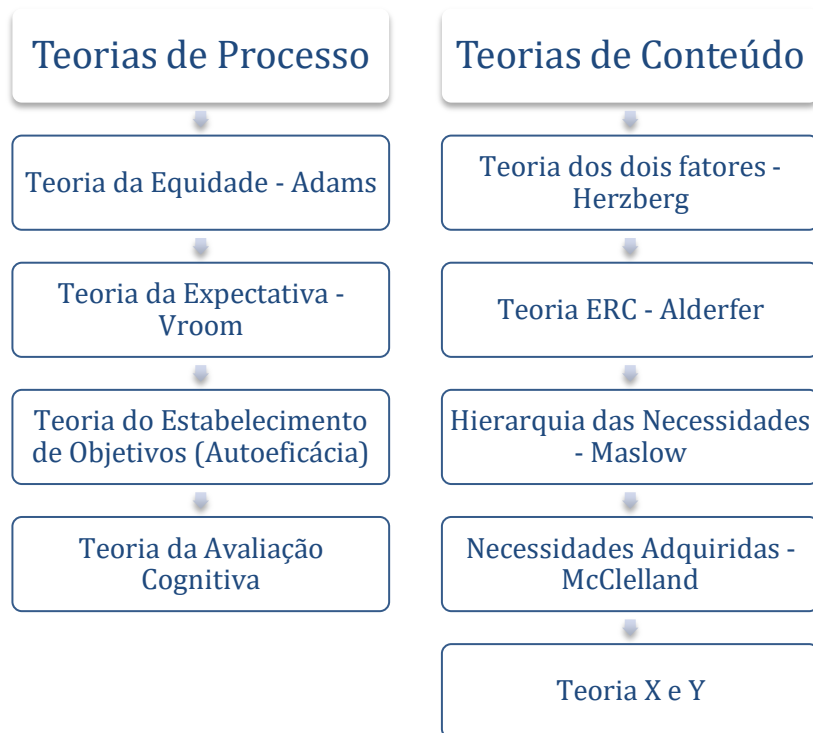 Teorias de Processo
Teoria da Equidade - Adams
Teoria da Expectativa -
Vroom
Teoria do Estabelecimento
de Objetivos (Autoeficácia)
Teoria da Avaliação
Cognitiva
Teorias de Conteúdo
Teoria dos dois fatores -
Herzberg
Teoria ERC - Alderfer
Hierarquia das Necessidades
- Maslow
Necessidades Adquiridas -
McClelland
Teoria X e Y